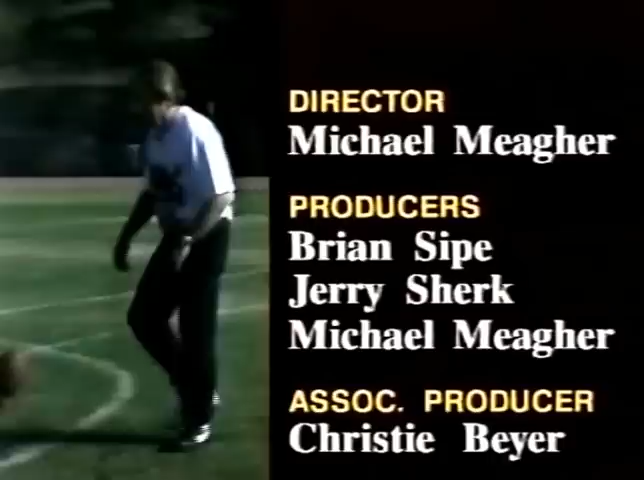 DIRECTOR
Michael Meagher
PRODUCERS
Brian Sipe
Jerry Sherk
Michael Meagher
ASSOC. PRODUCER
Christie Beyer